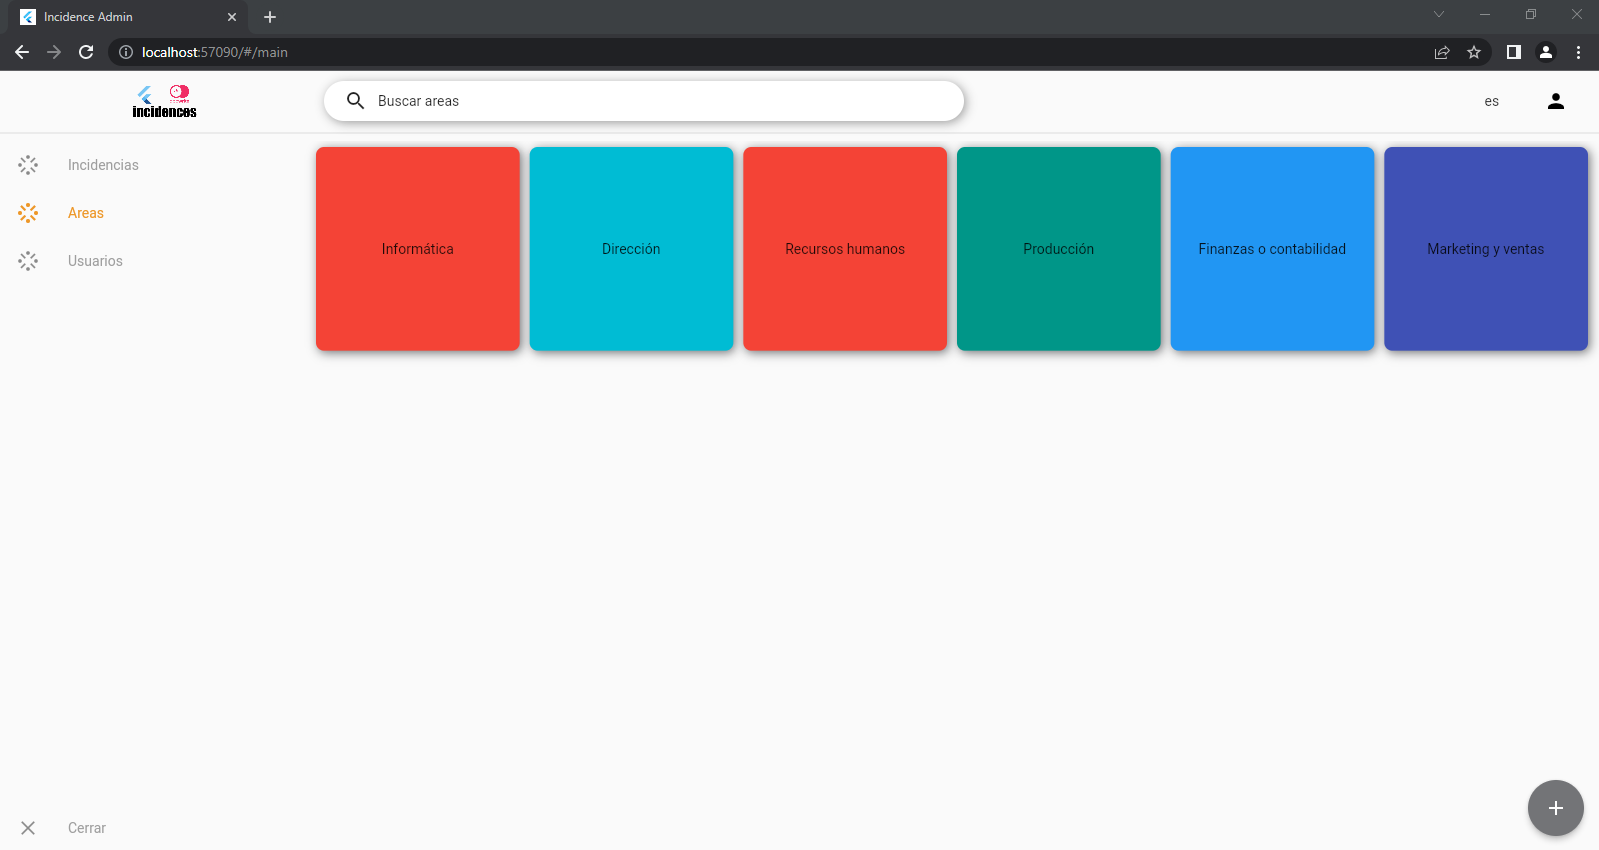 Incidence Admin
localhost:57090/#/main
incidences
Buscar areas
es
Incidencias
Areas
Usuarios
Informática
Dirección
Recursos humanos
Producción
Finanzas o contabilidad
Marketing y ventas
Cerrar